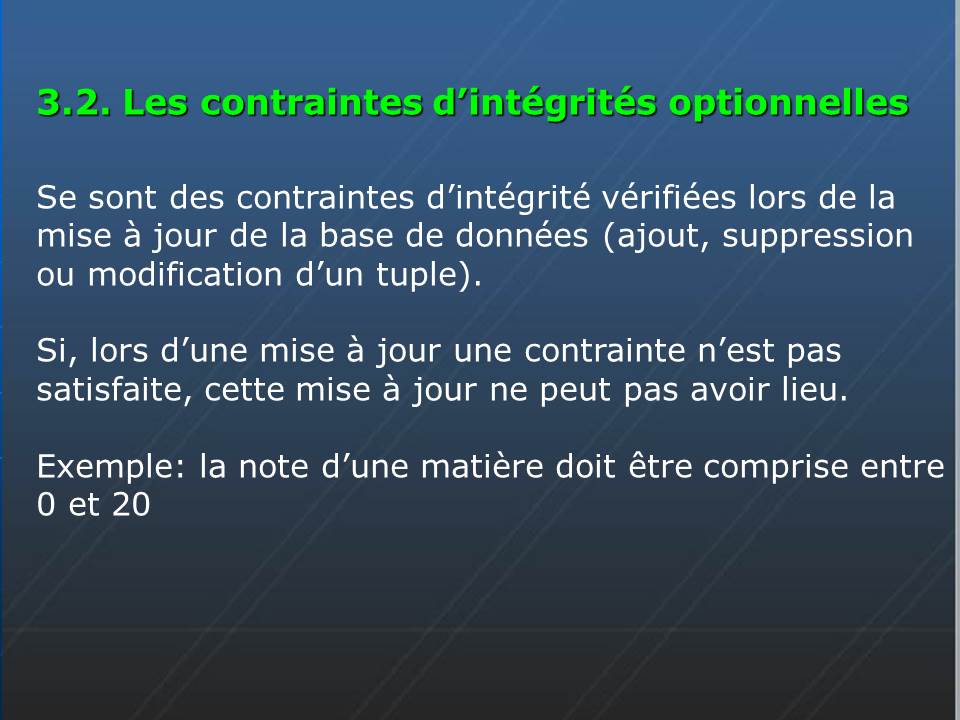 3.2. Les contraintes d’intégrités optionnelles
Se sont des contraintes d’intégrité vérifiées lors de la
mise à jour de la base de données (ajout, suppression
ou modification d’un tuple).
Si, lors d’une mise à jour une contrainte n’est pas
satisfaite, cette mise à jour ne peut pas avoir lieu.
Exemple: la note d’une matière doit être comprise entre
0 et 20